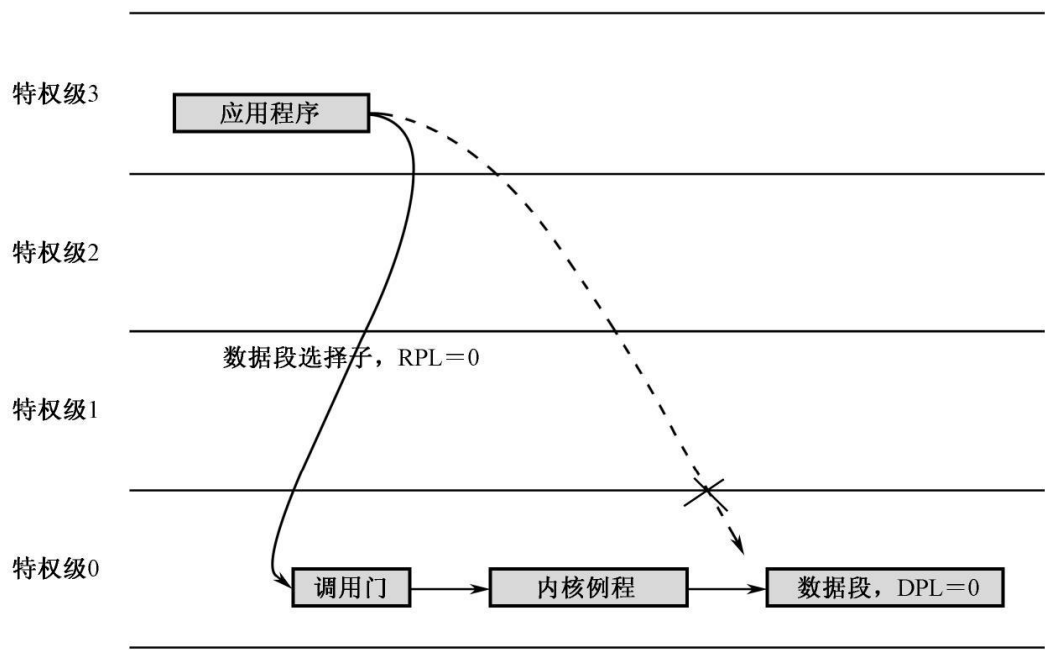 特权级3
应用程序
特权级2
数据段选择子，RPL＝0
特权级1
特权级0
调用门
内核例程
数据段，DPL＝0